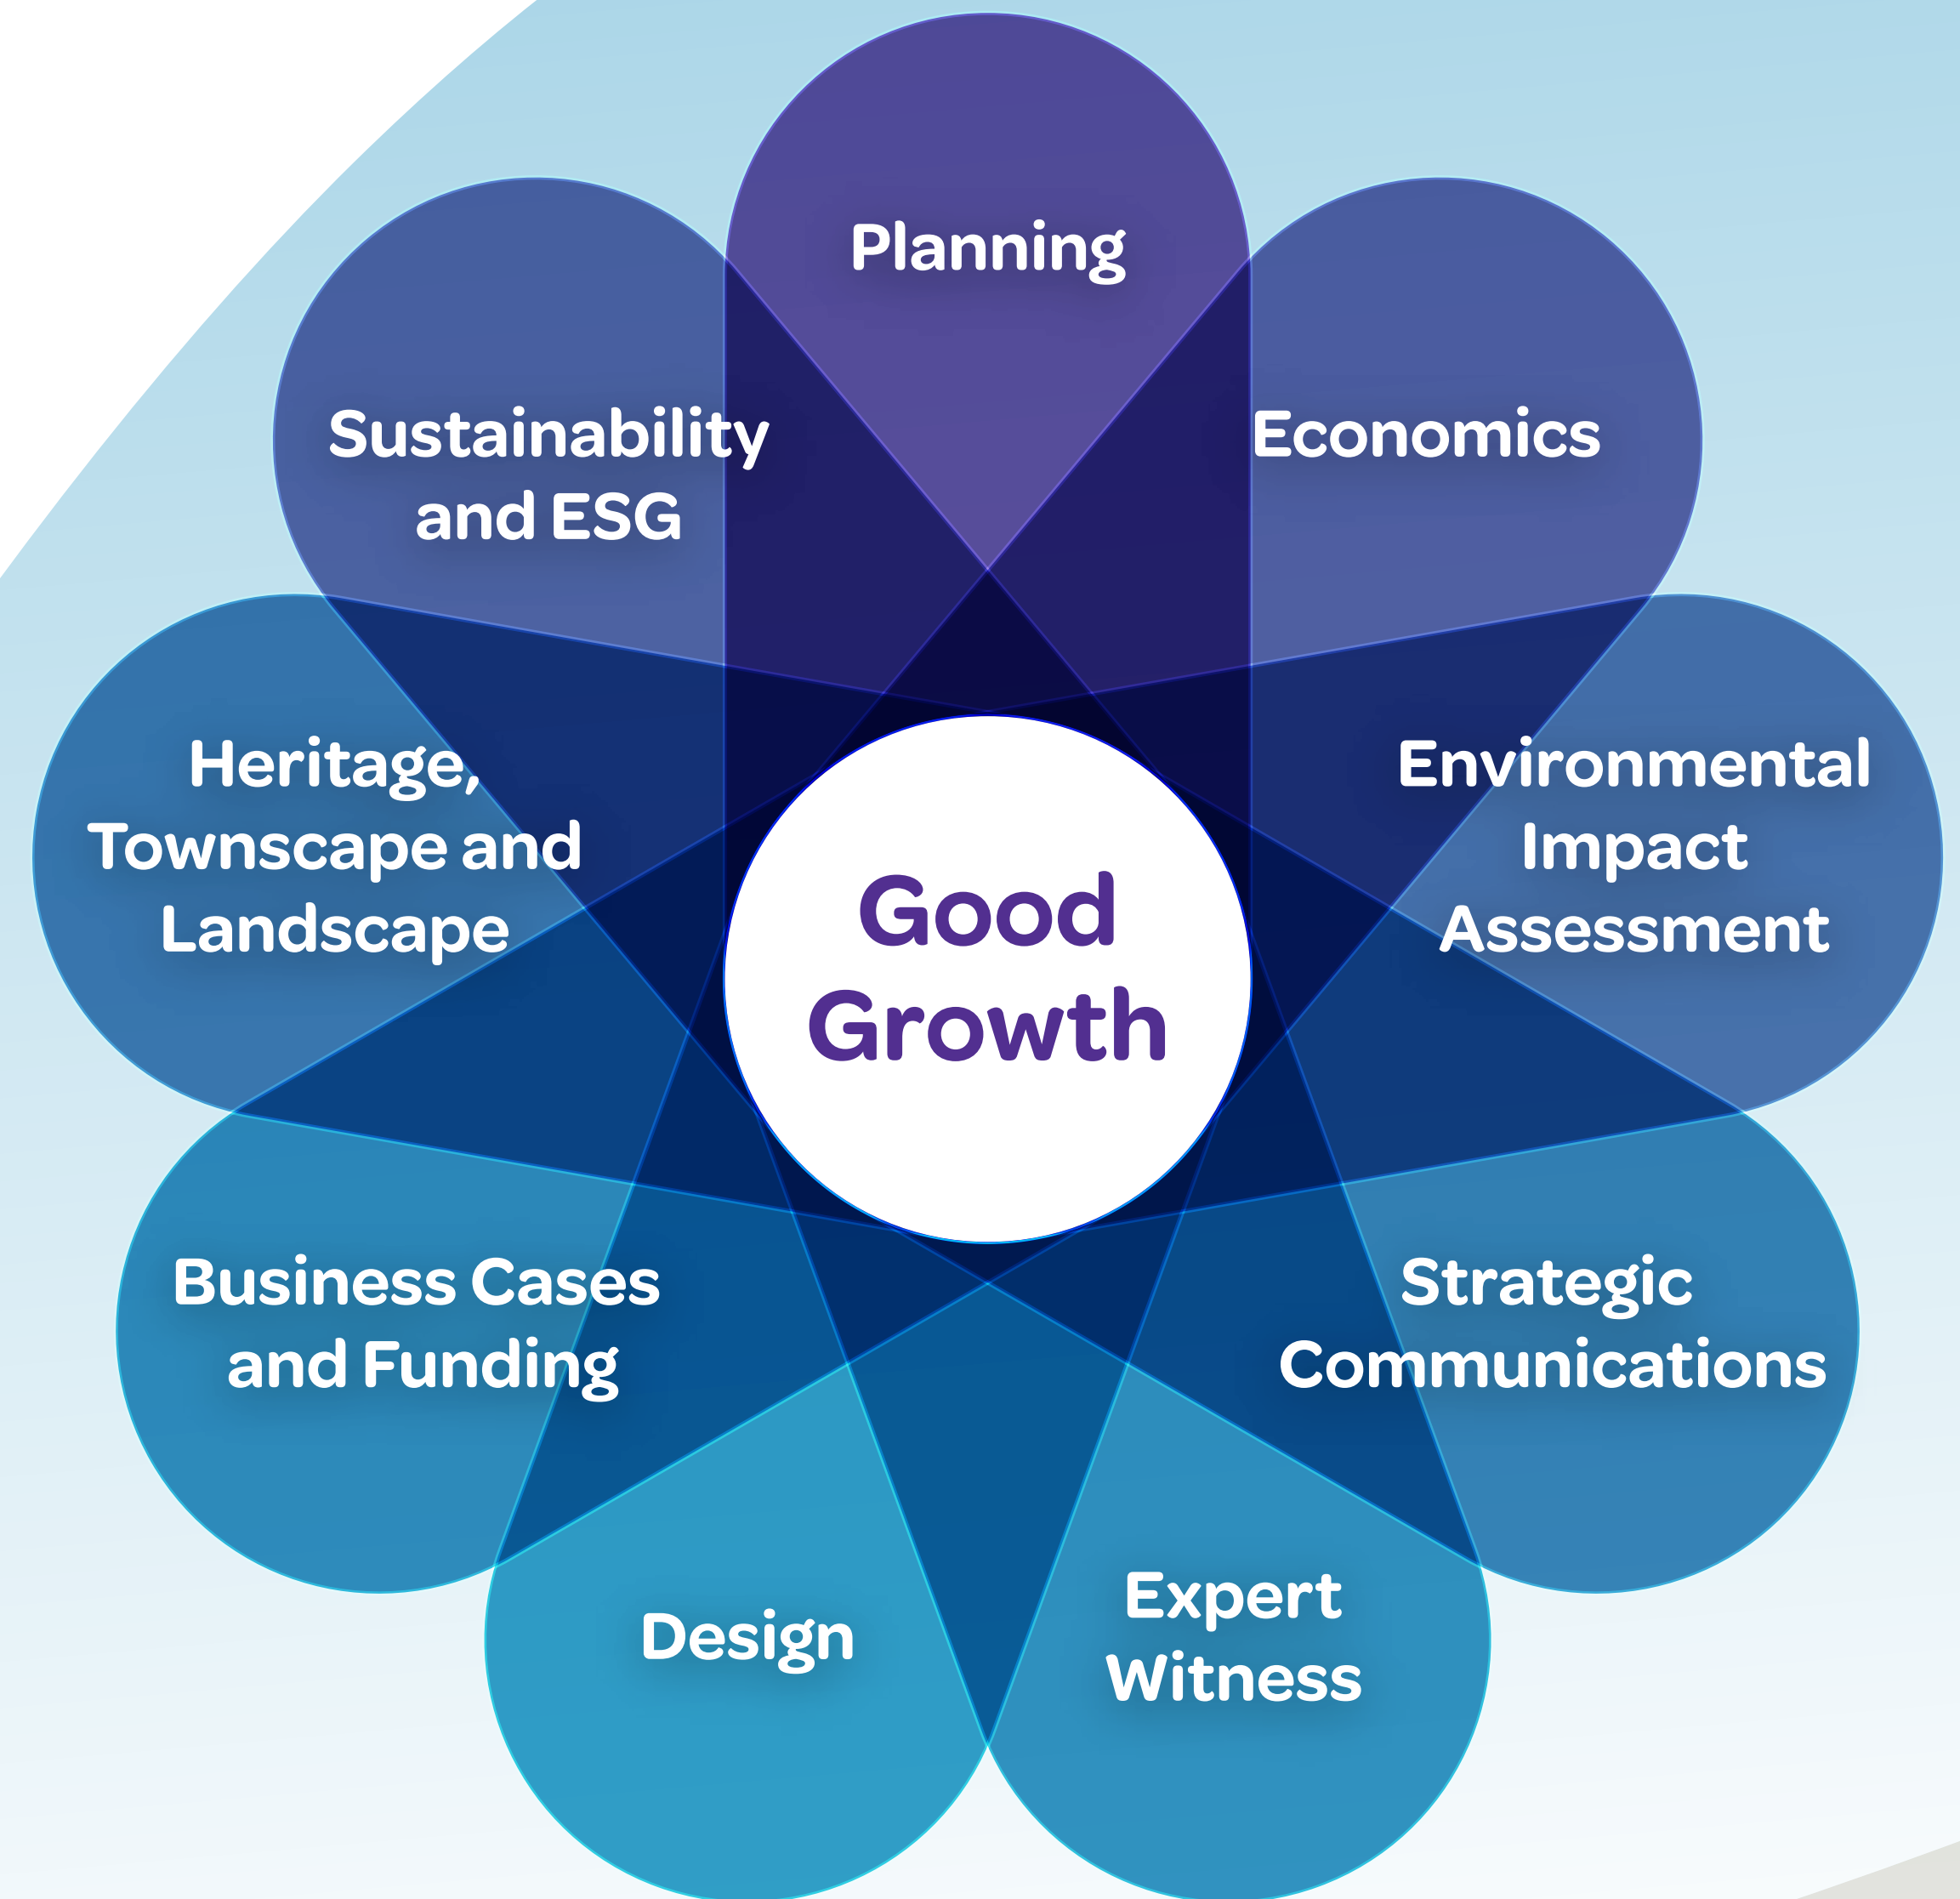 Planning
Economics
Environmental
Impact
Assessment
Strategic
Communications
Expert
Witness
Design
Business Cases
and Funding
Heritage,
Townscape and
Landscape
Sustainability
and ESG
Good
Growth